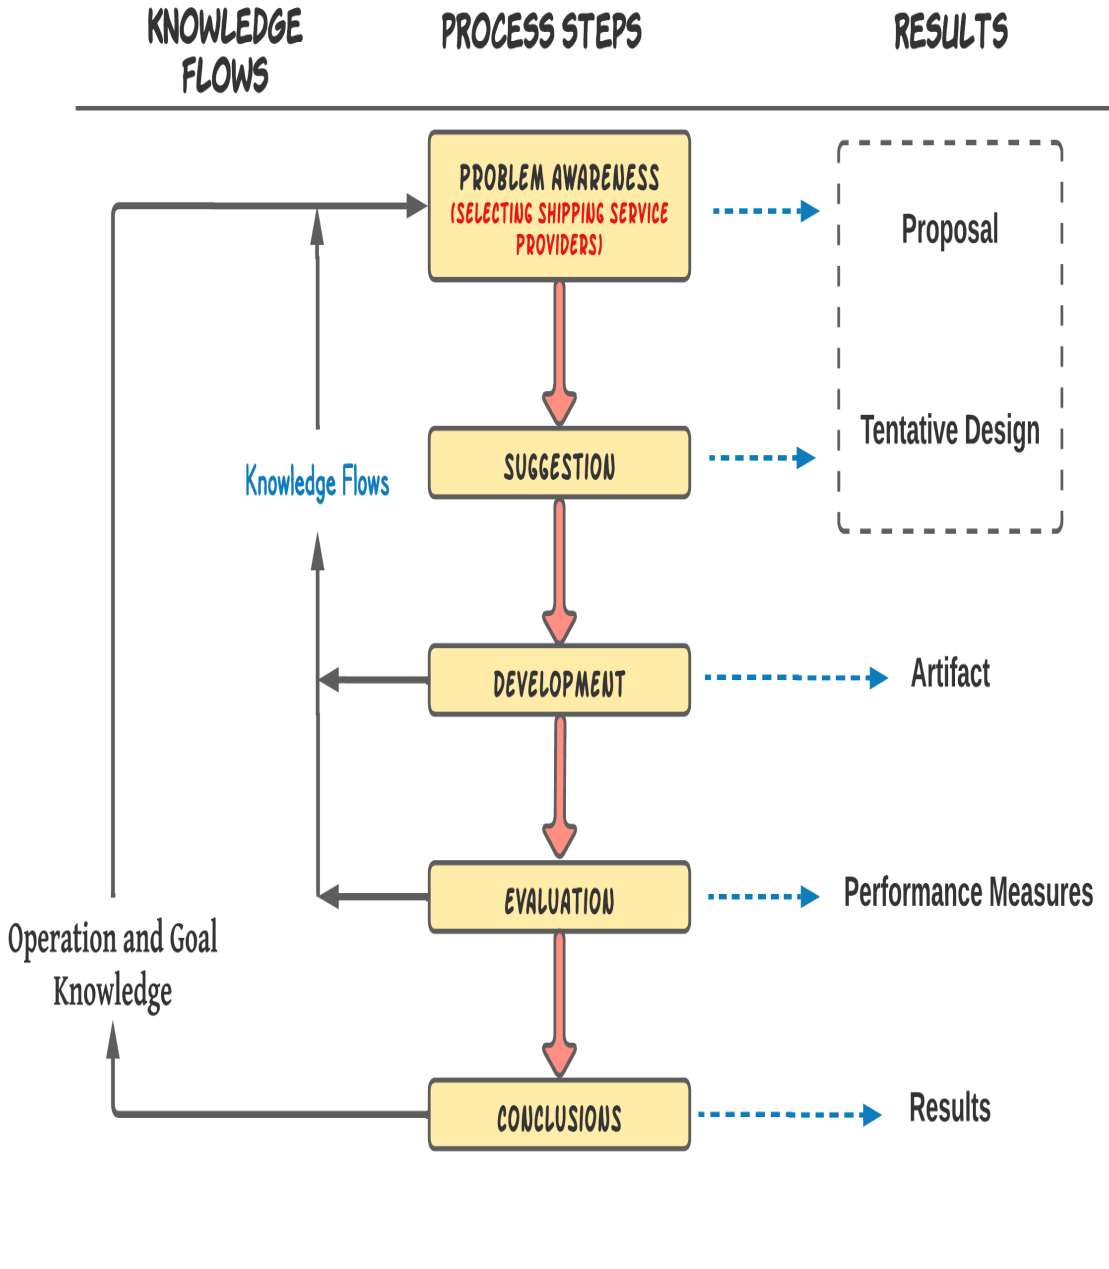 KNOWLEDGE
FLOWS
PROCESS STEPS
RESULTS
PROBLEM AWARENESS
(SELECTING SHIPPING SERVICE
PROVIDERS)
Proposal
Tentative Design
SUGGESTION
Knowledge Flows
DEVELOPMENT
Artifact
EVALUATION
Performance Measures
Operation and Goal
Knowledge
CONCLUSIONS
Results